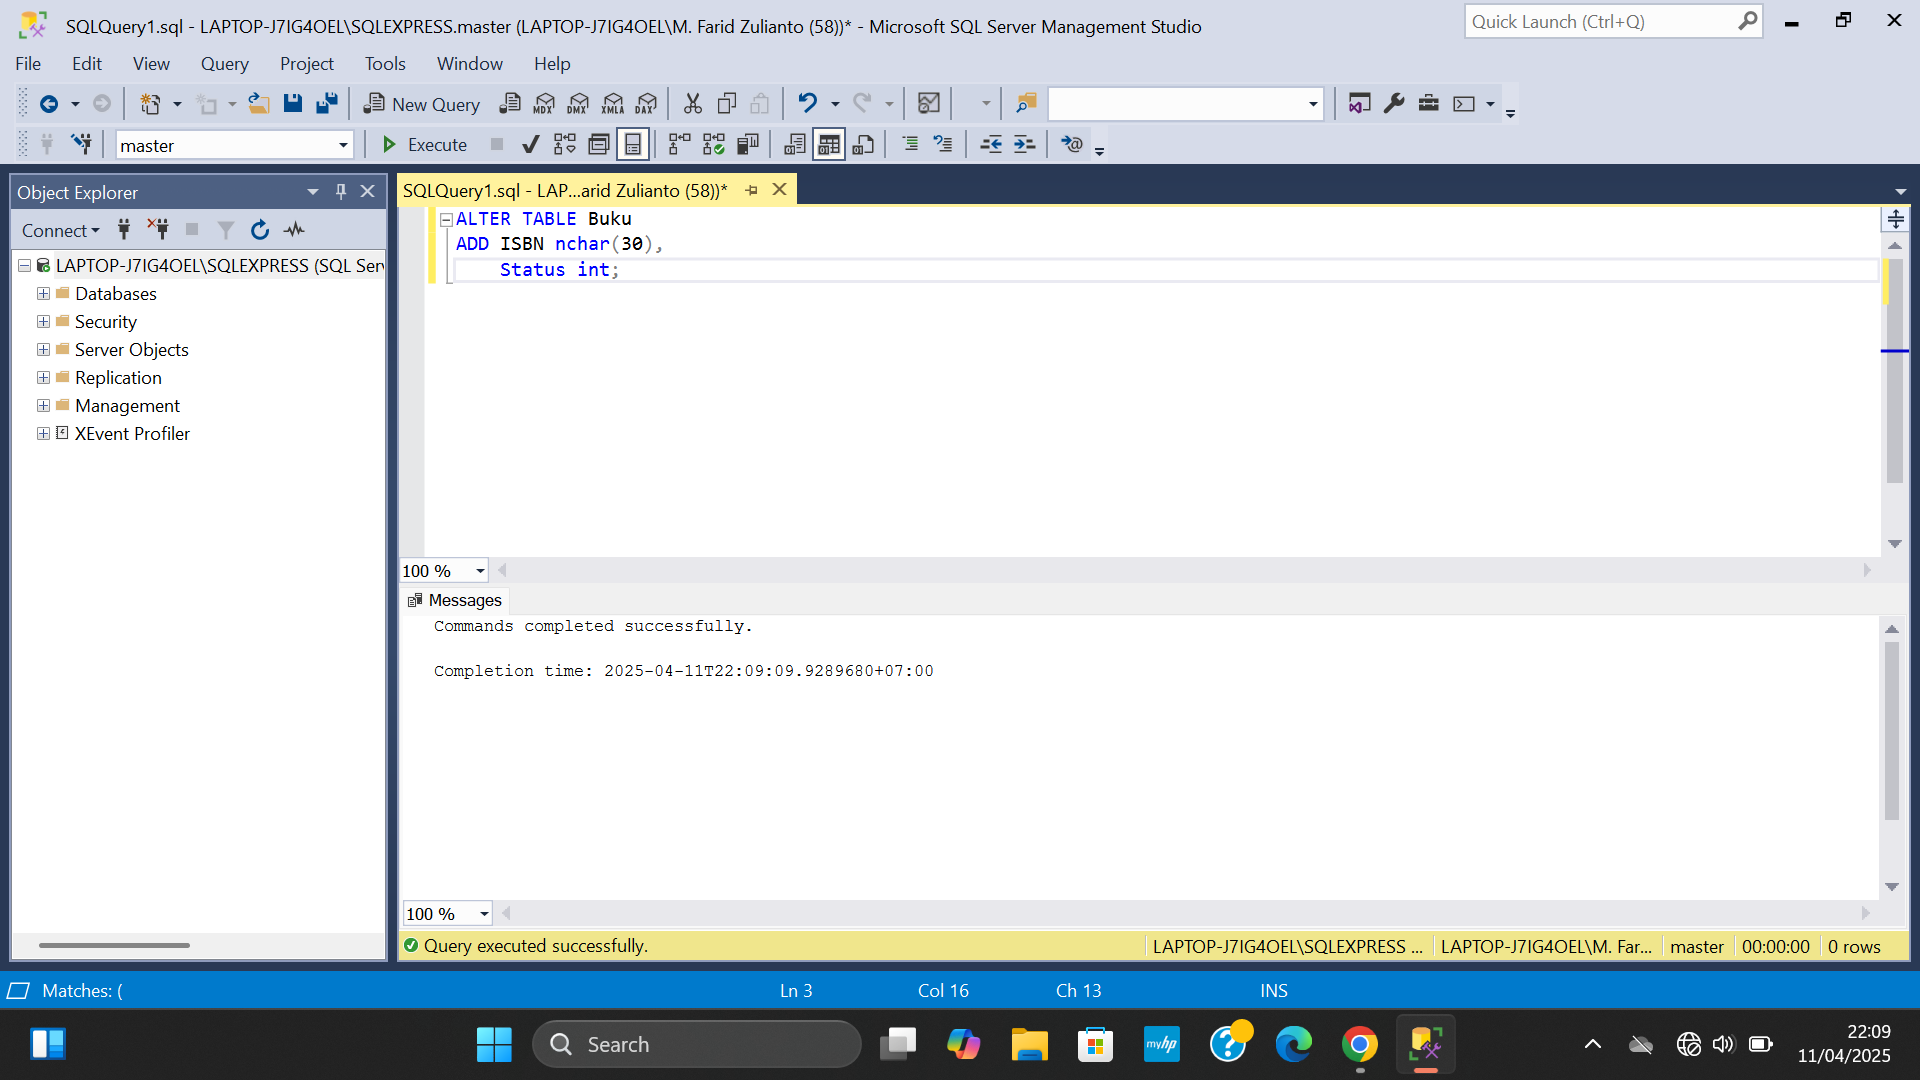 SQLQuery1.sql - LAPTOP-J7IG4OEL\SQLEXPRESS.master (LAPTOP-J7IG4OEL\M. Farid Zulianto (58))* - Microsoft SQL Server Management Studio
Quick Launch (Ctrl+Q)
File Edit View Query Project Tools Window Help
New Query MDX DMX XMLA DAX
master Execute
Object Explorer
SQLQuery1.sql - LAP...arid Zulianto (58))*
Connect
LAPTOP-J7IG4OEL\SQLEXPRESS (SQL Ser
Databases
Security
Server Objects
Replication
Management
XEvent Profiler
ALTER TABLE Buku
ADD ISBN nchar(30),
Status int;
100 %
Messages
Commands completed successfully.
Completion time: 2025-04-11T22:09:09.9289680+07:00
100 %
Query executed successfully. LAPTOP-J7IG4OEL\SQLEXPRESS ... LAPTOP-J7IG4OEL\M. Far... master 00:00:00 0 rows
Matches: ( Ln 3 Col 16 Ch 13 INS
Search
myhp
22:09
11/04/2025